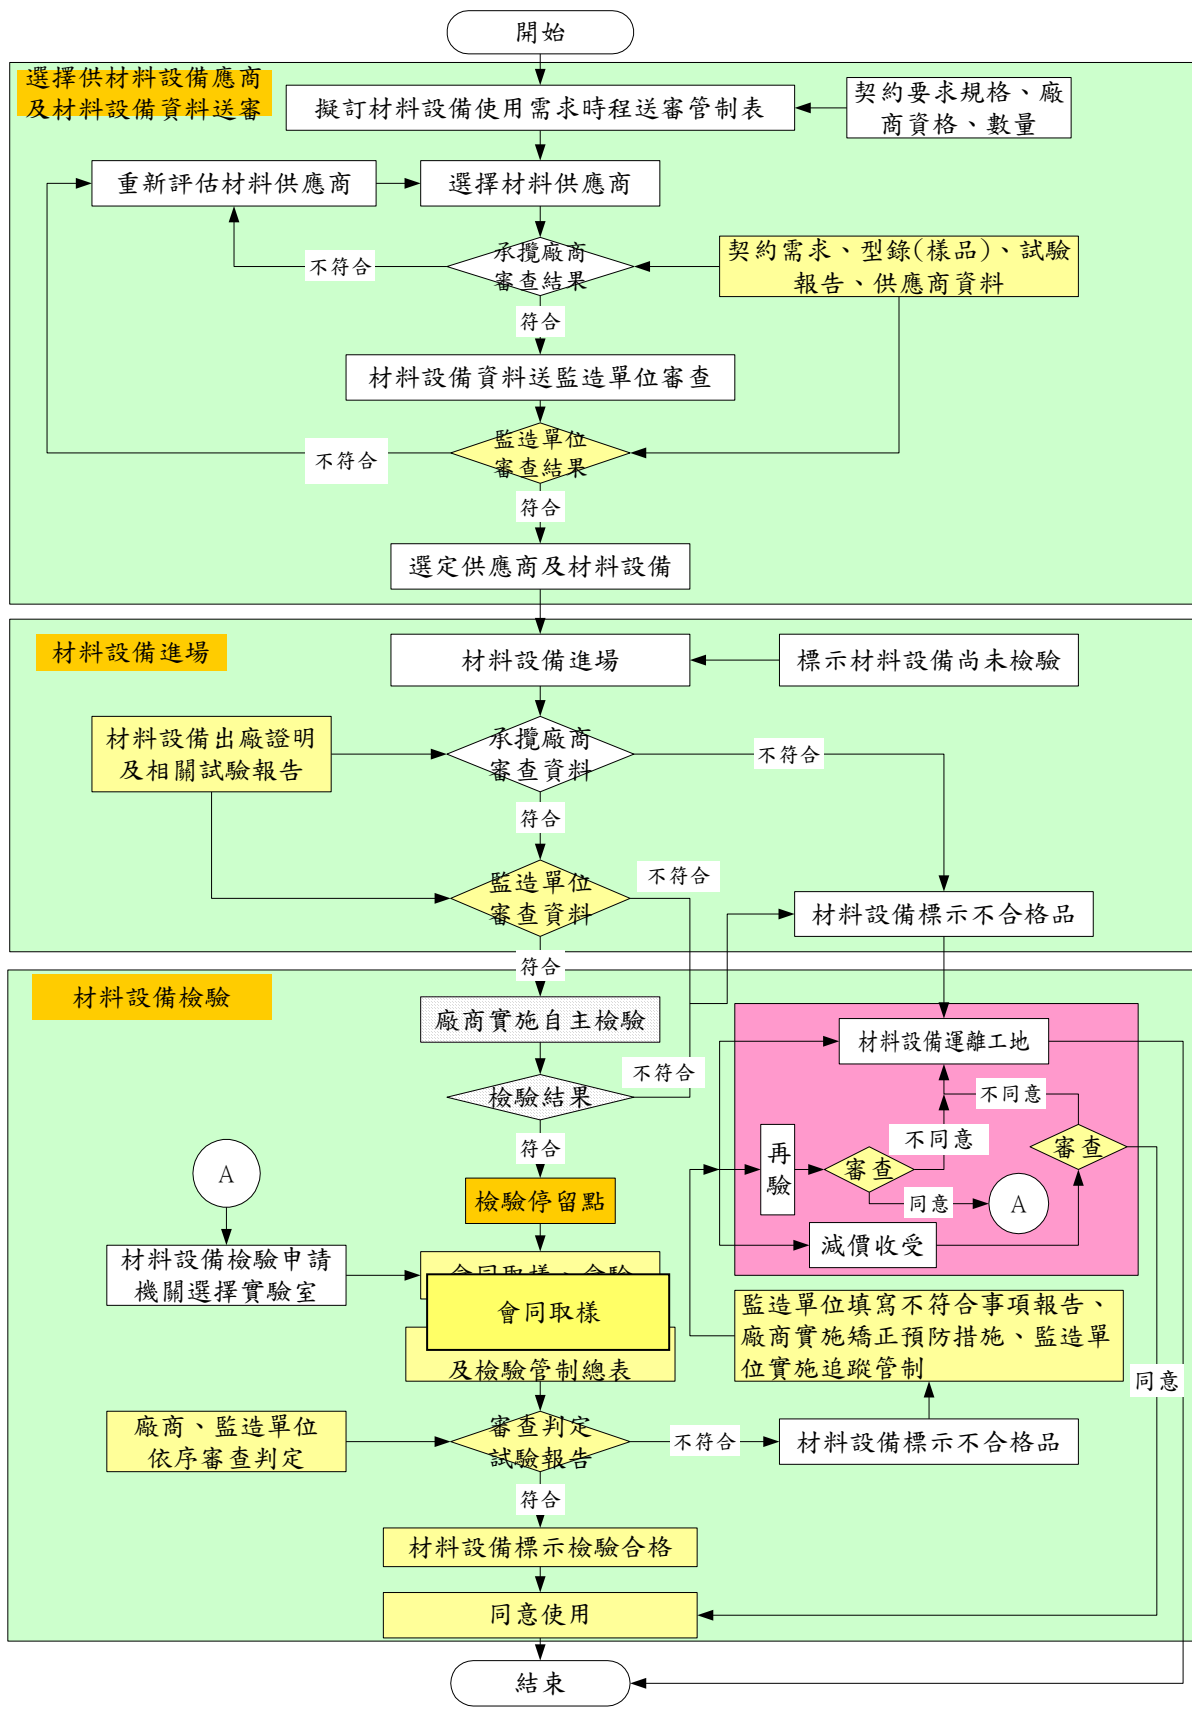 開始
選擇供材料設備應商
及材料設備資料送審
擬訂材料設備使用需求時程送審管制表
契約要求規格、廠
商資格、數量
重新評估材料供應商
選擇材料供應商
承攬廠商
審查結果
不符合
契約需求、型錄(樣品)、試驗
報告、供應商資料
符合
材料設備資料送監造單位審查
監造單位
審查結果
不符合
符合
選定供應商及材料設備
材料設備進場
材料設備進場
標示材料設備尚未檢驗
材料設備出廠證明
及相關試驗報告
承攬廠商
審查資料
不符合
符合
監造單位
審查資料
不符合
材料設備標示不合格品
符合
材料設備檢驗
廠商實施自主檢驗
材料設備運離工地
不符合
檢驗結果
不同意
不同意
符合
再
驗
審查
審查
A
同意
A
檢驗停留點
減價收受
材料設備檢驗申請
機關選擇實驗室
會同取樣
及檢驗管制總表
監造單位填寫不符合事項報告、
廠商實施矯正預防措施、監造單
位實施追蹤管制
同意
廠商、監造單位
依序審查判定
審查判定
試驗報告
不符合
材料設備標示不合格品
符合
材料設備標示檢驗合格
同意使用
結束